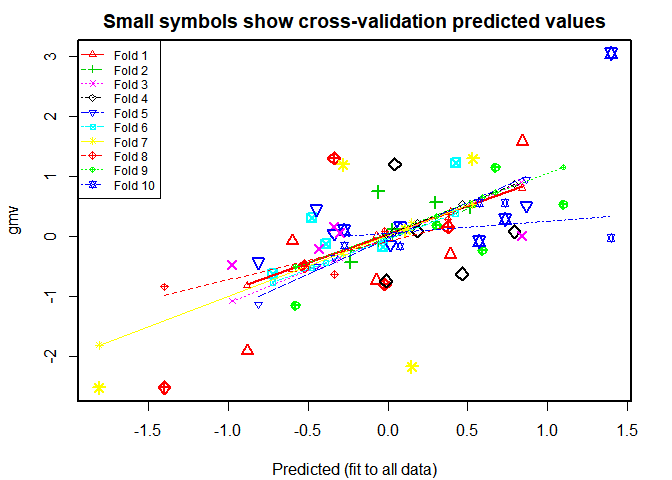 Small symbols show cross-validation predicted values
Fold 1
Fold 2
Fold 3
Fold 4
Fold 5
Fold 6
Fold 7
Fold 8
Fold 9
Fold 10
gmv
3
2
1
0
-1
-2
-1.5 -1.0 -0.5 0.0 0.5 1.0 1.5
Predicted (fit to all data)